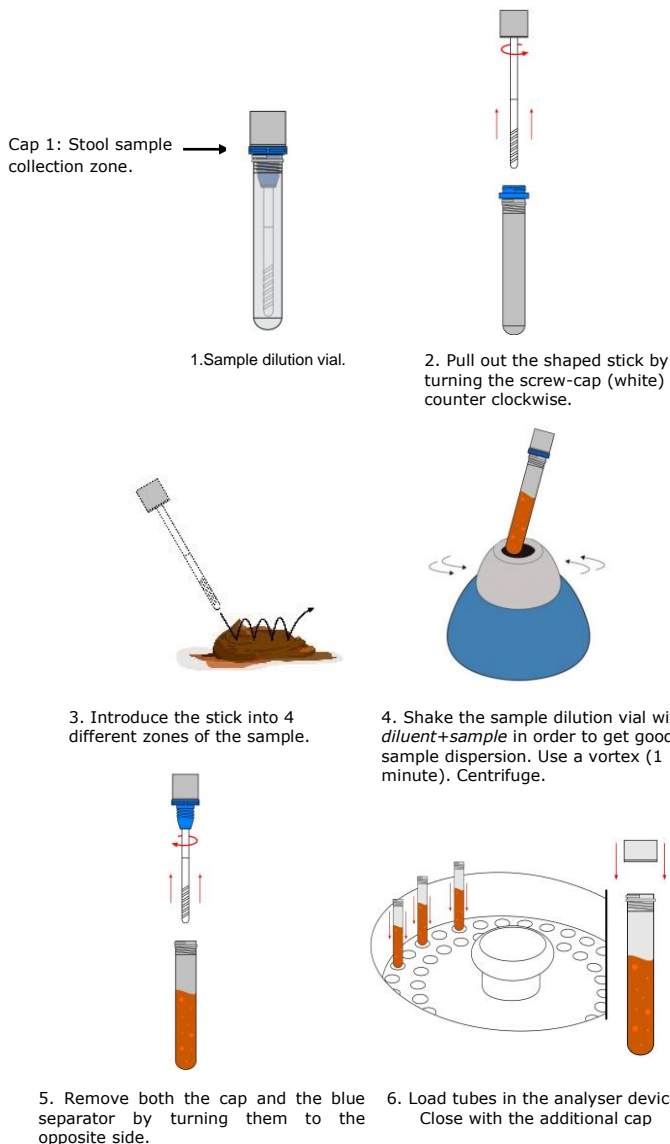 Cap 1: Stool sample
collection zone.
1.Sample dilution vial.
2. Pull out the shaped stick by
turning the screw-cap (white)
counter clockwise.
3. Introduce the stick into 4
different zones of the sample.
4. Shake the sample dilution vial
diluent+sample in order to get good
sample dispersion. Use a vortex (1
minute). Centrifuge.
5. Remove both the cap and the blue
separator by turning them to the
opposite side.
6. Load tubes in the analyser
Close with the additional cap